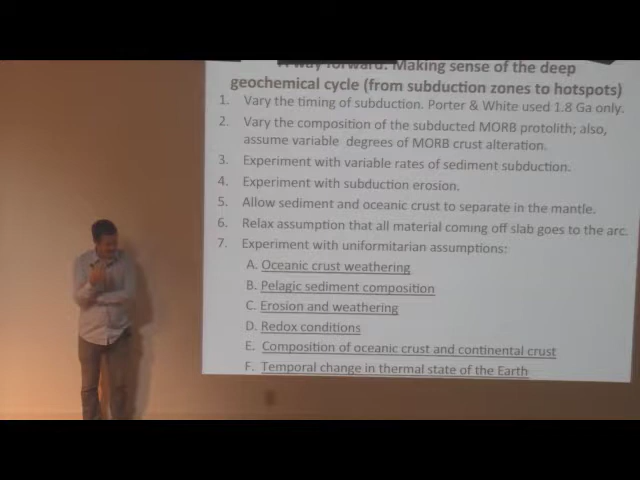 A way forward: Making sense of the deep
geochemical cycle (from subduction zones to hotspots)
1. Vary the timing of subduction. Porter & White used 1.8 Ga only.
2. Vary the composition of the subducted MORB protolith; also,
assume variable degrees of MORB crust alteration.
3. Experiment with variable rates of sediment subduction.
4. Experiment with subduction erosion.
5. Allow sediment and oceanic crust to separate in the mantle.
6. Relax assumption that all material coming off slab goes to the arc.
7. Experiment with uniformitarian assumptions:
A. Oceanic crust weathering
B. Pelagic sediment composition
C. Erosion and weathering
D. Redox conditions
E. Composition of oceanic crust and continental crust
F. Temporal change in thermal state of the Earth